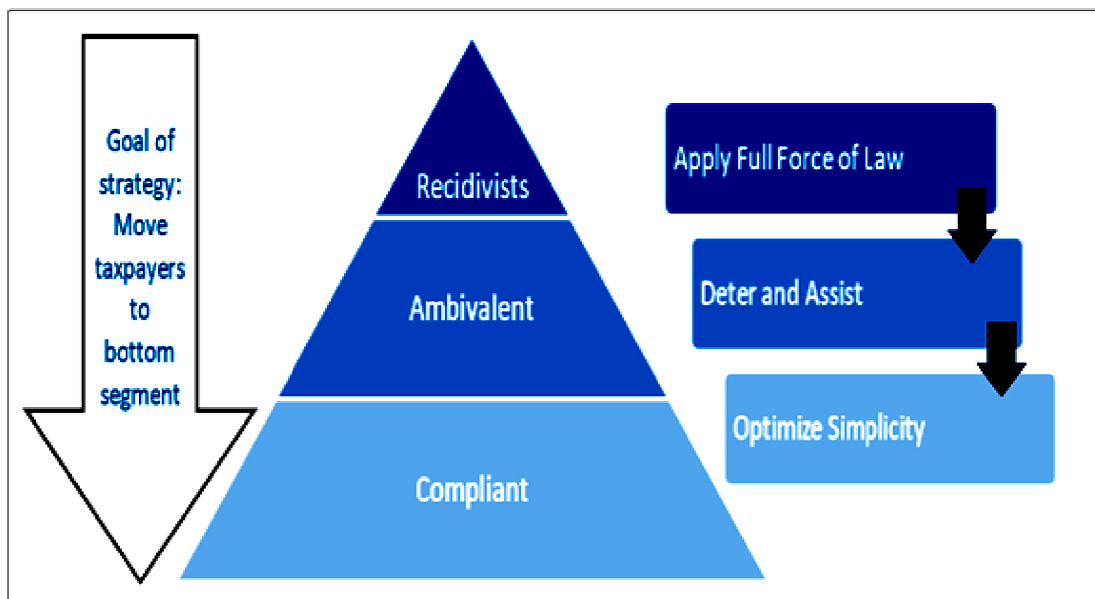 Goal of
strategy:
Move
taxpayers
to
bottom
segment
Recidivists
Ambivalent
Compliant
Apply Full Force of Law
Deter and Assist
Optimize Simplicity